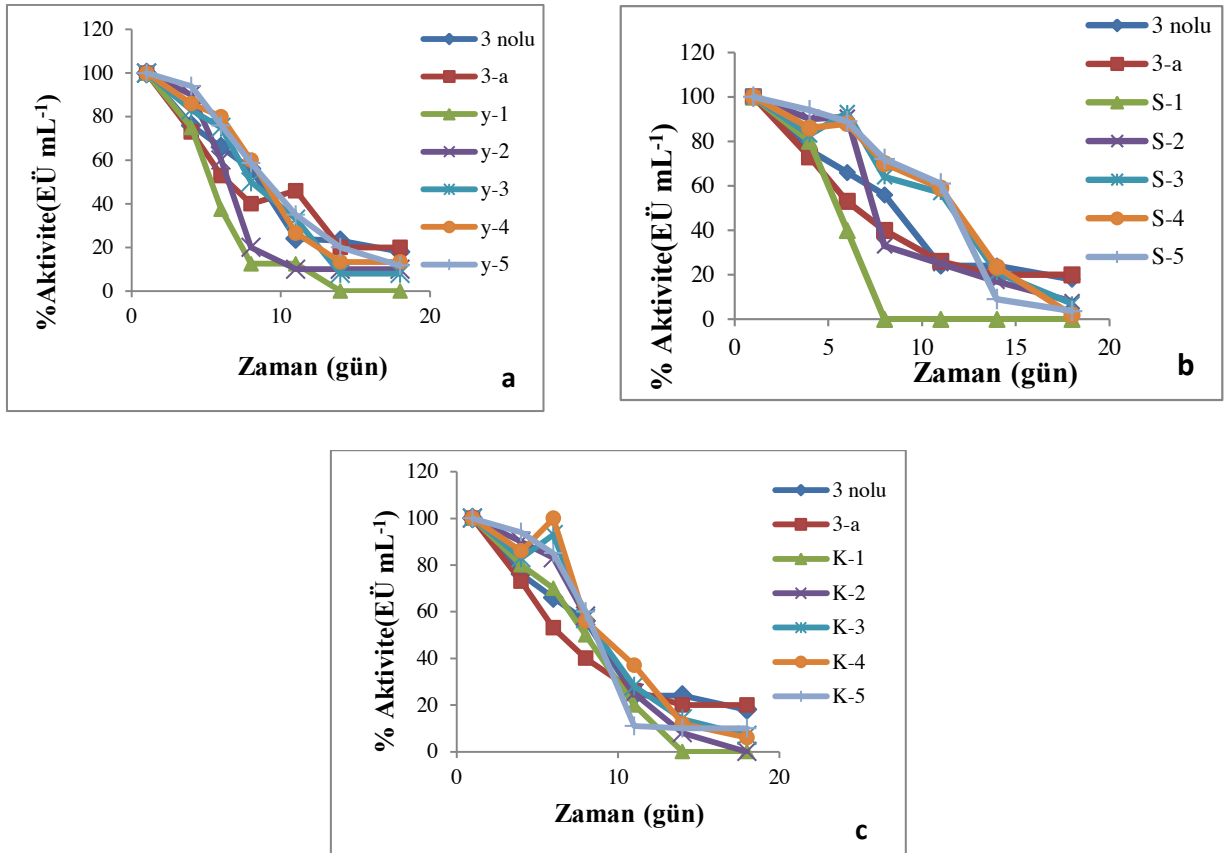 %Aktivite(EÜ mL-1)
120
100
80
60
40
20
0
0
10
20
Zaman (gün)
3 nolu
3-a
y-1
y-2
y-3
y-4
y-5
a
% Aktivite(EÜ mL-1)
120
100
80
60
40
20
0
0
5
10
15
20
Zaman (gün)
3 nolu
3-a
S-1
S-2
S-3
S-4
S-5
b
% Aktivite(EÜ mL-1)
120
100
80
60
40
20
0
0
10
20
Zaman (gün)
3 nolu
3-a
K-1
K-2
K-3
K-4
K-5
c